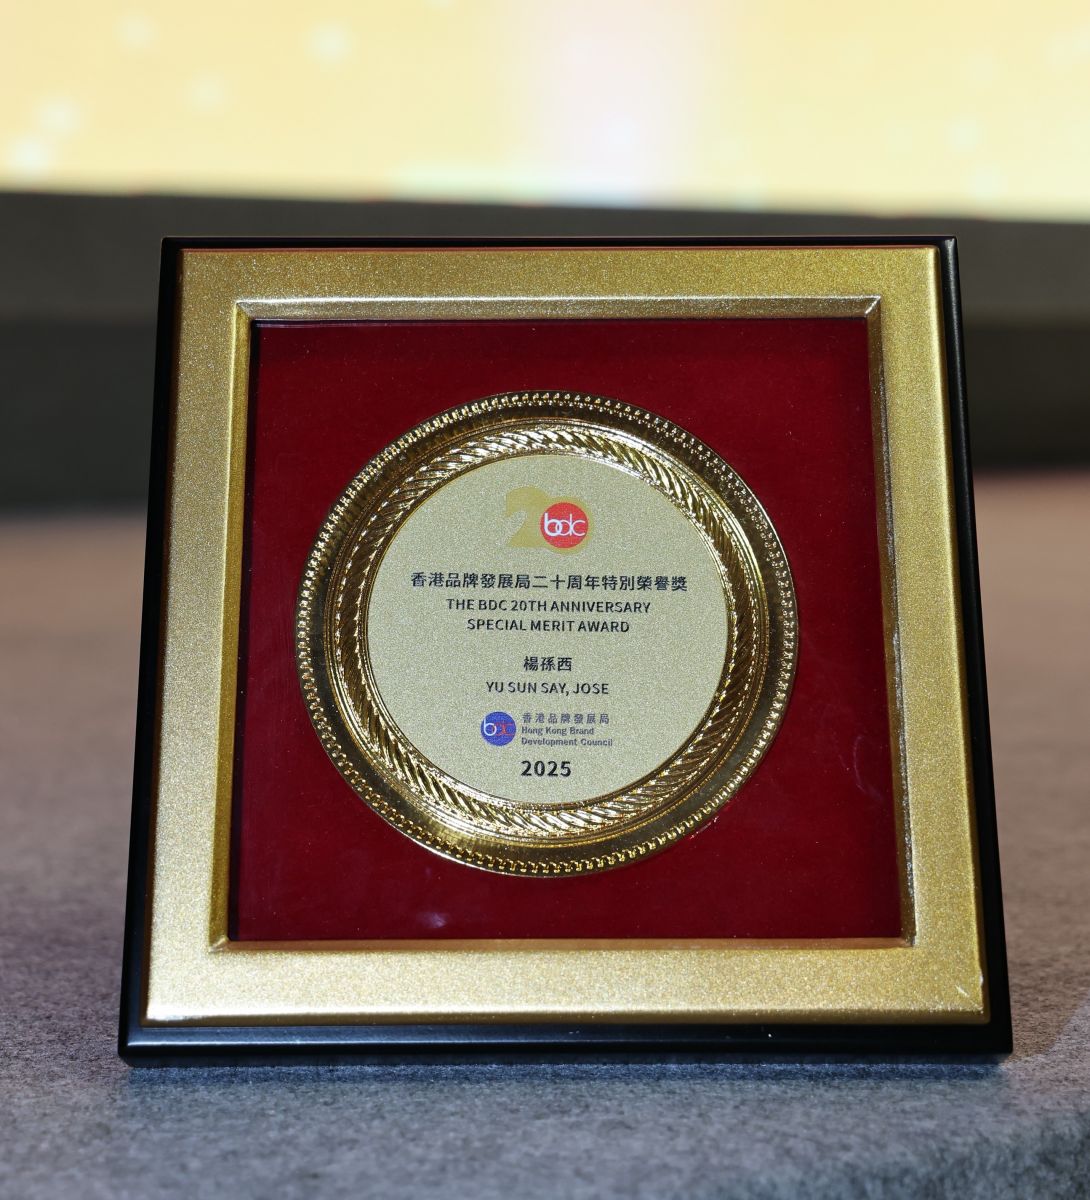 20
bdc
香港品牌發展局二十周年特別榮譽獎
THE BDC 20TH ANNIVERSARY
SPECIAL MERIT AWARD
楊孫西
YU SUN SAY, JOSE
bdc
香港品牌發展局
Hong Kong Brand
Development Council
2025